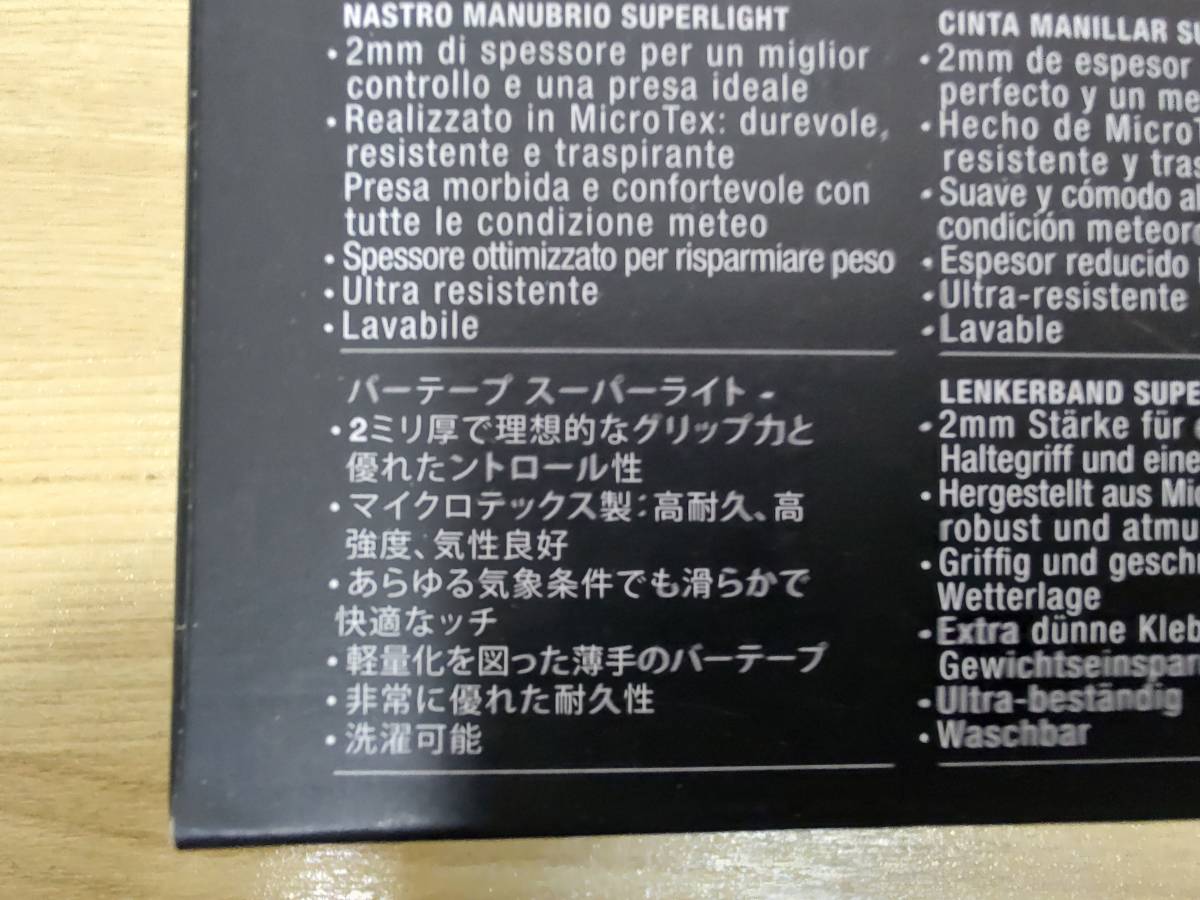 NASTRO MANUBRIO SUPERLIGHT
• 2mm di spessore per un miglior
controllo e una presa ideale
• Realizzato in MicroTex: durevole,
resistente e traspirante
Presa morbida e confortevole con
tutte le condizione meteo
• Spessore ottimizzato per risparmiare peso
• Ultra resistente
• Lavabile
バーテープ スーパーライト -
• 2ミリ厚で理想的なグリップ力と
優れたントロール性
• マイクロテックス製：高耐久、高
強度、気性良好
• あらゆる気象条件でも滑らかで
快適なッチ
• 軽量化を図った薄手のバーテープ
• 非常に優れた耐久性
• 洗濯可能
CINTA MANILLAR
• 2mm de espesor
perfecto y un
• Hecho de
resistente y
• Suave y cómodo
condición
• Espesor reducido
• Ultra-resistente
• Lavable
LENKERBAND
• 2mm Stärke für
Haltegriff und
• Hergestellt aus
robust und
• Griffig und
Wetterlage
• Extra dünne
• Ultra-beständig
• Waschbar